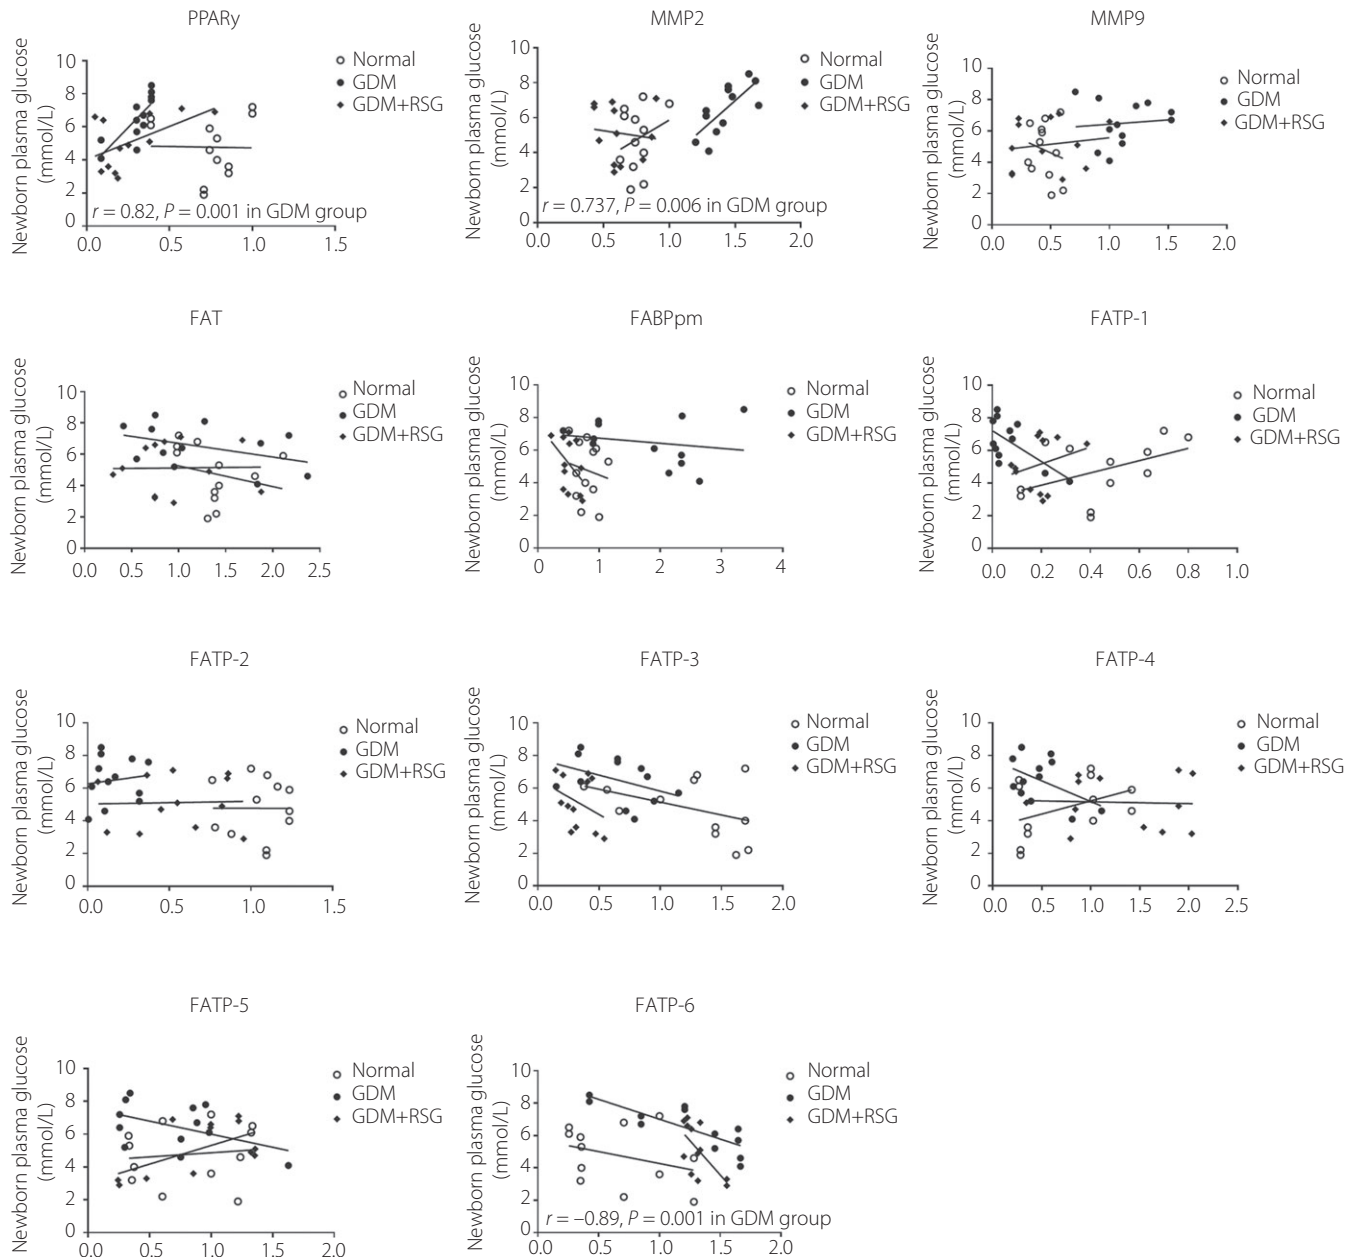 PPARγ
Newborn plasma glucose
(mmol/L)
10
8
6
4
2
0
0.0 0.5 1.0 1.5
Normal
GDM
GDM+RSG
r = 0.82, P = 0.001 in GDM group
MMP2
Newborn plasma glucose
(mmol/L)
10
8
6
4
2
0
0.0 0.5 1.0 1.5 2.0
Normal
GDM
GDM+RSG
r = 0.737, P = 0.006 in GDM group
MMP9
Newborn plasma glucose
(mmol/L)
10
8
6
4
2
0
0.0 0.5 1.0 1.5 2.0
Normal
GDM
GDM+RSG
FAT
Newborn plasma glucose
(mmol/L)
10
8
6
4
2
0
0.0 0.5 1.0 1.5 2.0 2.5
Normal
GDM
GDM+RSG
FABPpm
Newborn plasma glucose
(mmol/L)
10
8
6
4
2
0
0 1 2 3 4
Normal
GDM
GDM+RSG
FATP-1
Newborn plasma glucose
(mmol/L)
10
8
6
4
2
0
0.0 0.2 0.4 0.6 0.8 1.0
Normal
GDM
GDM+RSG
FATP-2
Newborn plasma glucose
(mmol/L)
10
8
6
4
2
0
0.0 0.5 1.0 1.5
Normal
GDM
GDM+RSG
FATP-3
Newborn plasma glucose
(mmol/L)
10
8
6
4
2
0
0.0 0.5 1.0 1.5 2.0
Normal
GDM
GDM+RSG
FATP-4
Newborn plasma glucose
(mmol/L)
10
8
6
4
2
0
0.0 0.5 1.0 1.5 2.0 2.5
Normal
GDM
GDM+RSG
FATP-5
Newborn plasma glucose
(mmol/L)
10
8
6
4
2
0
0.0 0.5 1.0 1.5 2.0
Normal
GDM
GDM+RSG
FATP-6
Newborn plasma glucose
(mmol/L)
10
8
6
4
2
0
0.0 0.5 1.0 1.5 2.0
Normal
GDM
GDM+RSG
r = −0.89, P = 0.001 in GDM group